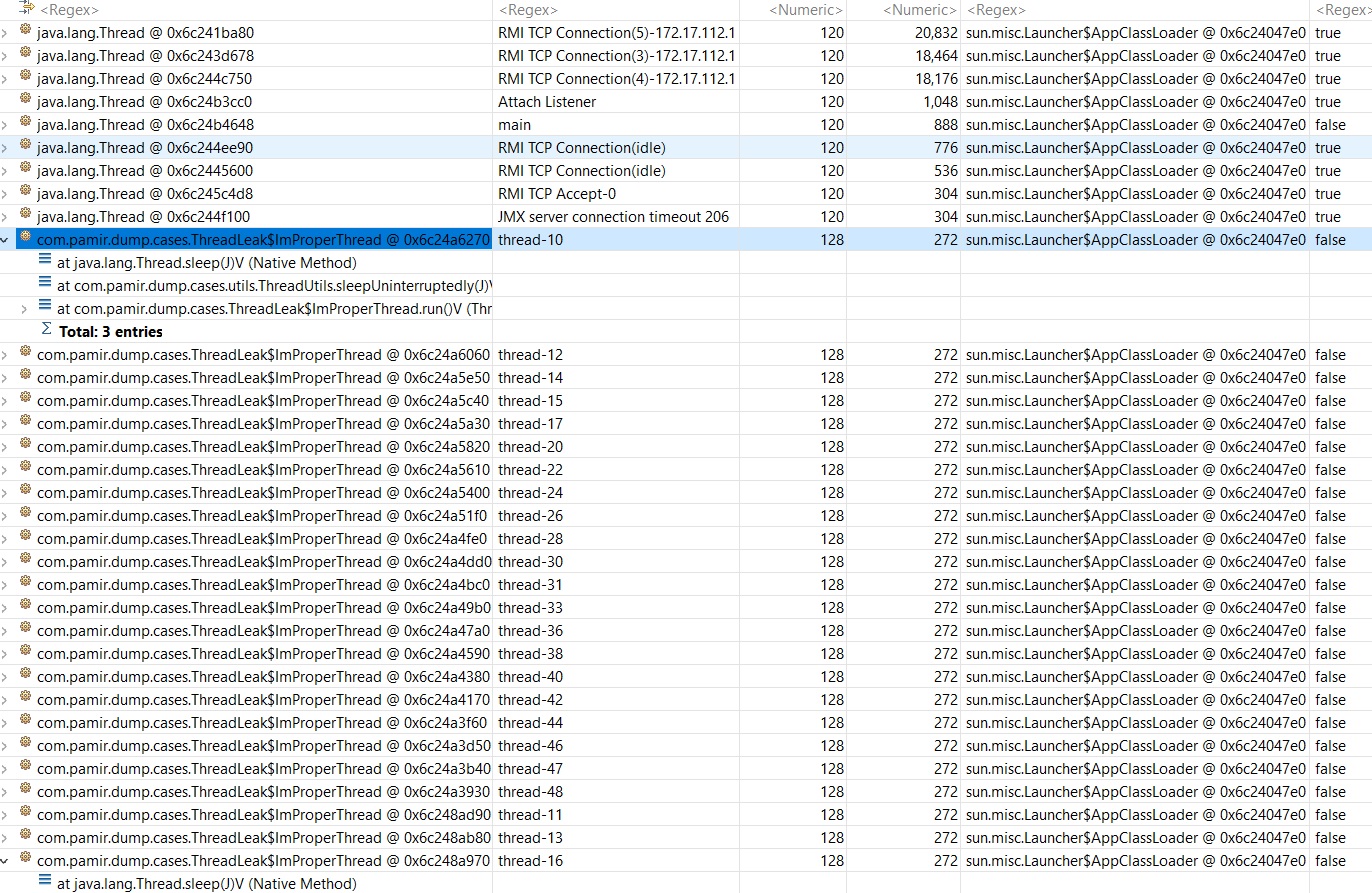 <Regex> <Regex> <Numeric> <Numeric> <Regex> <Regex>
java.lang.Thread @ 0x6c241ba80 RMI TCP Connection(5)-172.17.112.1 120 20,832 sun.misc.Launcher$AppClassLoader @ 0x6c24047e0 true
java.lang.Thread @ 0x6c243d678 RMI TCP Connection(3)-172.17.112.1 120 18,464 sun.misc.Launcher$AppClassLoader @ 0x6c24047e0 true
java.lang.Thread @ 0x6c244c750 RMI TCP Connection(4)-172.17.112.1 120 18,176 sun.misc.Launcher$AppClassLoader @ 0x6c24047e0 true
java.lang.Thread @ 0x6c24b3cc0 Attach Listener 120 1,048 sun.misc.Launcher$AppClassLoader @ 0x6c24047e0 true
java.lang.Thread @ 0x6c24b4648 main 120 888 sun.misc.Launcher$AppClassLoader @ 0x6c24047e0 false
java.lang.Thread @ 0x6c244ee90 RMI TCP Connection(idle) 120 776 sun.misc.Launcher$AppClassLoader @ 0x6c24047e0 true
java.lang.Thread @ 0x6c2445600 RMI TCP Connection(idle) 120 536 sun.misc.Launcher$AppClassLoader @ 0x6c24047e0 true
java.lang.Thread @ 0x6c245c4d8 RMI TCP Accept-0 120 304 sun.misc.Launcher$AppClassLoader @ 0x6c24047e0 true
java.lang.Thread @ 0x6c244f100 JMX server connection timeout 206 120 304 sun.misc.Launcher$AppClassLoader @ 0x6c24047e0 true
com.pamir.dump.cases.ThreadLeak$ImProperThread @ 0x6c24a6270 thread-10 128 272 sun.misc.Launcher$AppClassLoader @ 0x6c24047e0 false
at java.lang.Thread.sleep(J)V (Native Method)
at com.pamir.dump.cases.utils.ThreadUtils.sleepUninterruptedly(J)V
at com.pamir.dump.cases.ThreadLeak$ImProperThread.run()V (Thr
Σ Total: 3 entries
com.pamir.dump.cases.ThreadLeak$ImProperThread @ 0x6c24a6060 thread-12 128 272 sun.misc.Launcher$AppClassLoader @ 0x6c24047e0 false
com.pamir.dump.cases.ThreadLeak$ImProperThread @ 0x6c24a5e50 thread-14 128 272 sun.misc.Launcher$AppClassLoader @ 0x6c24047e0 false
com.pamir.dump.cases.ThreadLeak$ImProperThread @ 0x6c24a5c40 thread-15 128 272 sun.misc.Launcher$AppClassLoader @ 0x6c24047e0 false
com.pamir.dump.cases.ThreadLeak$ImProperThread @ 0x6c24a5a30 thread-17 128 272 sun.misc.Launcher$AppClassLoader @ 0x6c24047e0 false
com.pamir.dump.cases.ThreadLeak$ImProperThread @ 0x6c24a5820 thread-20 128 272 sun.misc.Launcher$AppClassLoader @ 0x6c24047e0 false
com.pamir.dump.cases.ThreadLeak$ImProperThread @ 0x6c24a5610 thread-22 128 272 sun.misc.Launcher$AppClassLoader @ 0x6c24047e0 false
com.pamir.dump.cases.ThreadLeak$ImProperThread @ 0x6c24a5400 thread-24 128 272 sun.misc.Launcher$AppClassLoader @ 0x6c24047e0 false
com.pamir.dump.cases.ThreadLeak$ImProperThread @ 0x6c24a51f0 thread-26 128 272 sun.misc.Launcher$AppClassLoader @ 0x6c24047e0 false
com.pamir.dump.cases.ThreadLeak$ImProperThread @ 0x6c24a4fe0 thread-28 128 272 sun.misc.Launcher$AppClassLoader @ 0x6c24047e0 false
com.pamir.dump.cases.ThreadLeak$ImProperThread @ 0x6c24a4dd0 thread-30 128 272 sun.misc.Launcher$AppClassLoader @ 0x6c24047e0 false
com.pamir.dump.cases.ThreadLeak$ImProperThread @ 0x6c24a4bc0 thread-31 128 272 sun.misc.Launcher$AppClassLoader @ 0x6c24047e0 false
com.pamir.dump.cases.ThreadLeak$ImProperThread @ 0x6c24a49b0 thread-33 128 272 sun.misc.Launcher$AppClassLoader @ 0x6c24047e0 false
com.pamir.dump.cases.ThreadLeak$ImProperThread @ 0x6c24a47a0 thread-36 128 272 sun.misc.Launcher$AppClassLoader @ 0x6c24047e0 false
com.pamir.dump.cases.ThreadLeak$ImProperThread @ 0x6c24a4590 thread-38 128 272 sun.misc.Launcher$AppClassLoader @ 0x6c24047e0 false
com.pamir.dump.cases.ThreadLeak$ImProperThread @ 0x6c24a4380 thread-40 128 272 sun.misc.Launcher$AppClassLoader @ 0x6c24047e0 false
com.pamir.dump.cases.ThreadLeak$ImProperThread @ 0x6c24a4170 thread-42 128 272 sun.misc.Launcher$AppClassLoader @ 0x6c24047e0 false
com.pamir.dump.cases.ThreadLeak$ImProperThread @ 0x6c24a3f60 thread-44 128 272 sun.misc.Launcher$AppClassLoader @ 0x6c24047e0 false
com.pamir.dump.cases.ThreadLeak$ImProperThread @ 0x6c24a3d50 thread-46 128 272 sun.misc.Launcher$AppClassLoader @ 0x6c24047e0 false
com.pamir.dump.cases.ThreadLeak$ImProperThread @ 0x6c24a3b40 thread-47 128 272 sun.misc.Launcher$AppClassLoader @ 0x6c24047e0 false
com.pamir.dump.cases.ThreadLeak$ImProperThread @ 0x6c24a3930 thread-48 128 272 sun.misc.Launcher$AppClassLoader @ 0x6c24047e0 false
com.pamir.dump.cases.ThreadLeak$ImProperThread @ 0x6c248ad90 thread-11 128 272 sun.misc.Launcher$AppClassLoader @ 0x6c24047e0 false
com.pamir.dump.cases.ThreadLeak$ImProperThread @ 0x6c248ab80 thread-13 128 272 sun.misc.Launcher$AppClassLoader @ 0x6c24047e0 false
com.pamir.dump.cases.ThreadLeak$ImProperThread @ 0x6c248a970 thread-16 128 272 sun.misc.Launcher$AppClassLoader @ 0x6c24047e0 false
at java.lang.Thread.sleep(J)V (Native Method)